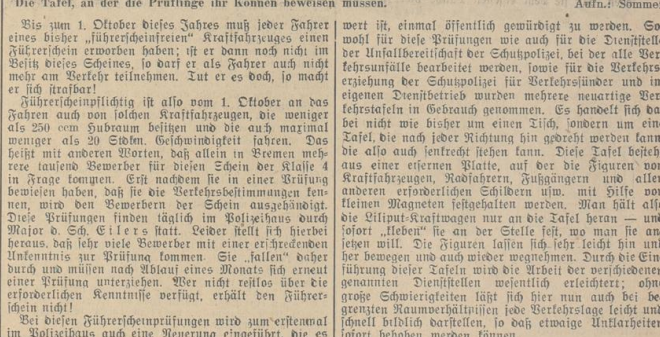 Die Tafel, an der die Prüflinge ihr Können beweisen müssen.
Aufn.: Sommer
Bis zum 1. Oktober dieses Jahres muß jeder Fahrer
eines bisher „führerscheinfreien“ Kraftfahrzeuges einen
Führerschein erworben haben; ist er dann noch nicht im
Besitz dieses Scheines, so darf er als Fahrer auch nicht
mehr am Verkehr teilnehmen. Tut er es doch, so macht
er sich strafbar!
Führerscheinpflichtig ist also vom 1. Oktober an das
Fahren auch von solchen Kraftfahrzeugen, die weniger
als 250 ccm Hubraum besitzen und die auch maximal
weniger als 20 Stdkm. Geschwindigkeit fahren. Das
heißt mit anderen Worten, daß allein in Bremen meh-
rere tausend Bewerber für diesen Schein der Klasse 4
in Frage kommen. Erst nachdem sie in einer Prüfung
bewiesen haben, daß sie die Verkehrsbestimmungen ken-
nen, wird den Bewerbern der Schein ausgehändigt.
Diese Prüfungen finden täglich im Polizeihaus durch
Major d. Sch. Eilers statt. Leider stellt sich hierbei
heraus, daß sehr viele Bewerber mit einer erschreckenden
Unkenntnis zur Prüfung kommen. Sie „fallen“ daher
durch und müssen nach Ablauf eines Monats sich erneut
einer Prüfung unterziehen. Wer nicht restlos über die
erforderlichen Kenntnisse verfügt, erhält den Führer-
schein nicht!
Bei diesen Führerscheinprüfungen wird zum erstenmal
im Polizeihaus auch eine Neuerung eingeführt, die es
wert ist, einmal öffentlich gewürdigt zu werden. So
wohl für diese Prüfungen wie auch für die Dienststelle
der Unfallbereitschaft der Schutzpolizei, bei der alle Ver
kehrsunfälle bearbeitet werden, sowie für die Verkehrs
erziehung der Schutzpolizei für Verkehrssünder und im
eigenen Dienstbetrieb wurden mehrere neuartige Ver
kehrstafeln in Gebrauch genommen. Es handelt sich da
bei nicht wie bisher um einen Tisch, sondern um eine
Tafel, die nach jeder Richtung hin gedreht werden kann
die also auch senkrecht stehen kann. Diese Tafel besteh
aus einer eisernen Platte, auf der die Figuren von
Kraftfahrzeugen, Radfahrern, Fußgängern und allen
anderen erforderlichen Schildern usw. mit Hilfe von
kleinen Magneten festgehalten werden. Man hält also
die Liliput-Kraftwagen nur an die Tafel heran — und
sofort „kleben“ sie an der Stelle fest, wo man sie an
setzen will. Die Figuren lassen sich sehr leicht hin und
her bewegen und auch wieder wegnehmen. Durch die Ein
führung dieser Tafeln wird die Arbeit der verschiedenen
genannten Dienststellen wesentlich erleichtert; ohne
große Schwierigkeiten läßt sich hier nun auch bei be
grenzten Raumverhältnissen jede Verkehrslage leicht und
schnell bildlich darstellen, so daß etwaige Unklarheiten
sofort behoben werden können.